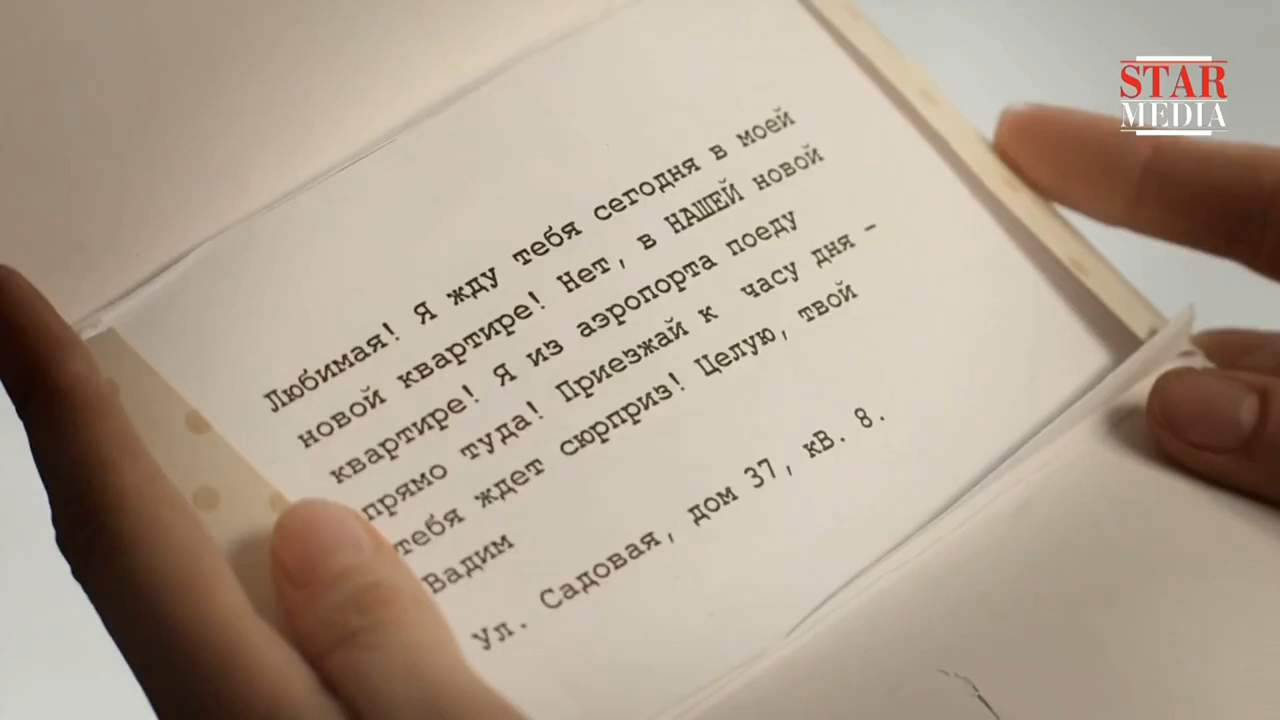 STAR
MEDIA
Любимая! Я жду тебя сегодня в моей
новой квартире! Нет, в НАШЕЙ новой
квартире! Я из аэропорта поеду
прямо туда! Приезжай к часу дня –
тебя ждет сюрприз! Целую, твой
Вадим
Ул. Садовая, дом 37, кВ. 8.